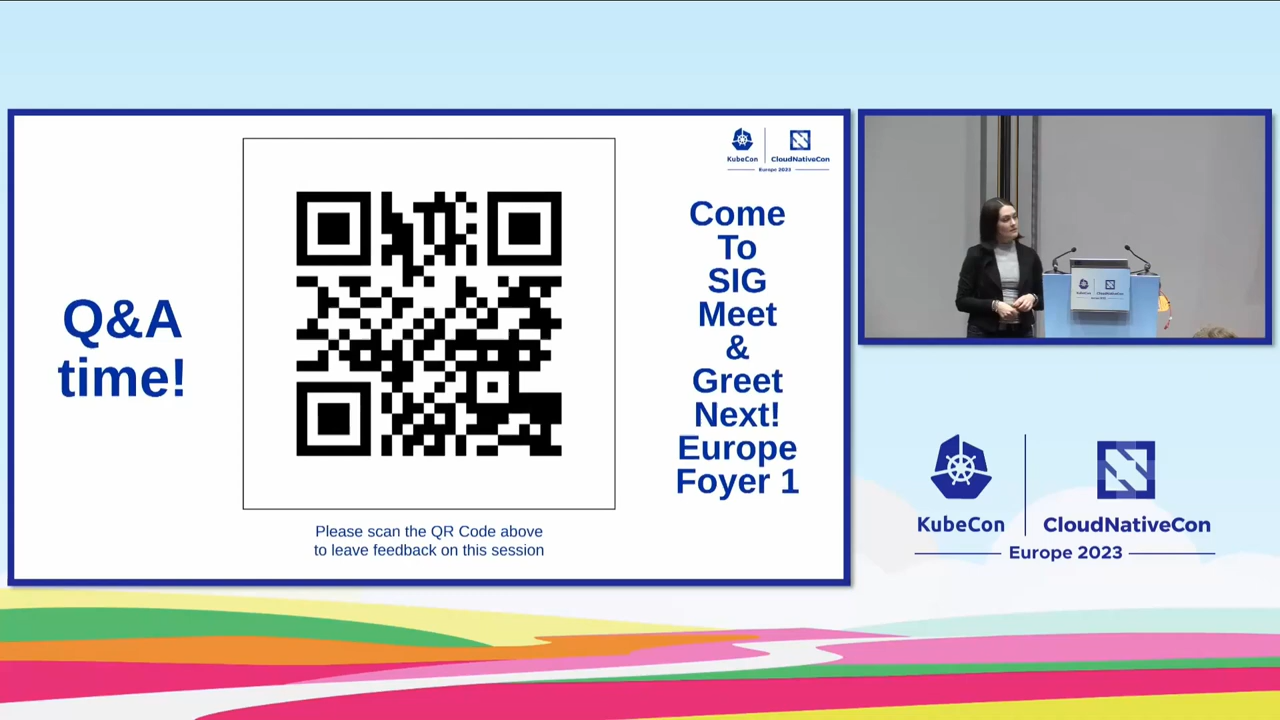 Q&A
time!
Please scan the QR Code above
to leave feedback on this session
KubeCon
CloudNativeCon
Europe 2023
Come
To
SIG
Meet
&
Greet
Next!
Europe
Foyer 1
KubeCon
CloudNativeCon
Europe 2023